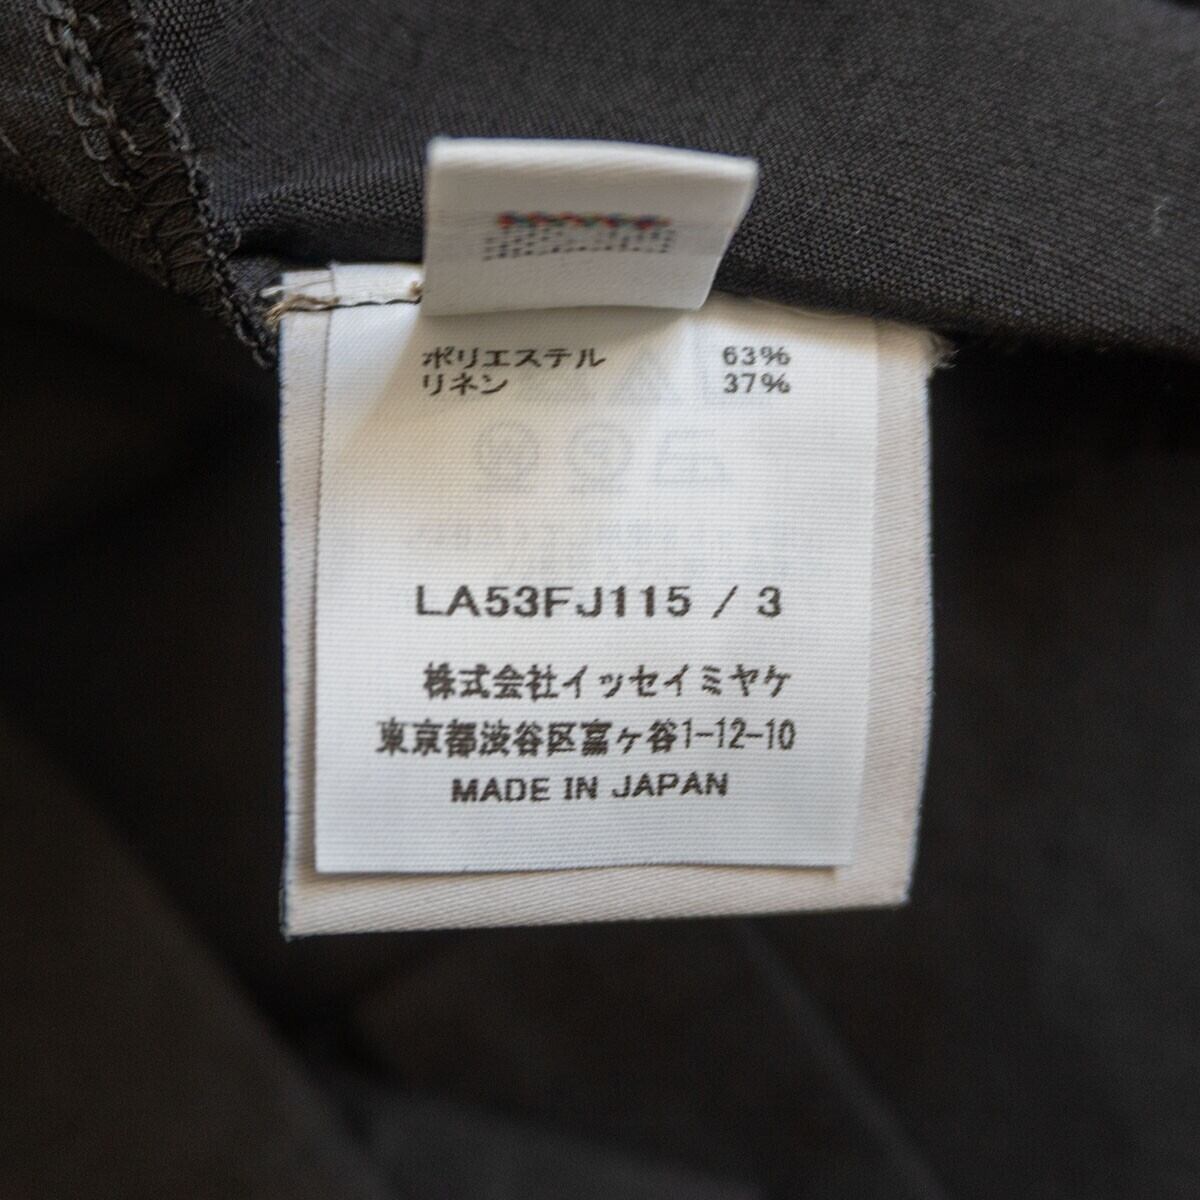 ポリエステル 63%
リネン 37%
LA53FJ115 / 3
株式会社イッセイミヤケ
東京都渋谷区富ヶ谷1-12-10
MADE IN JAPAN